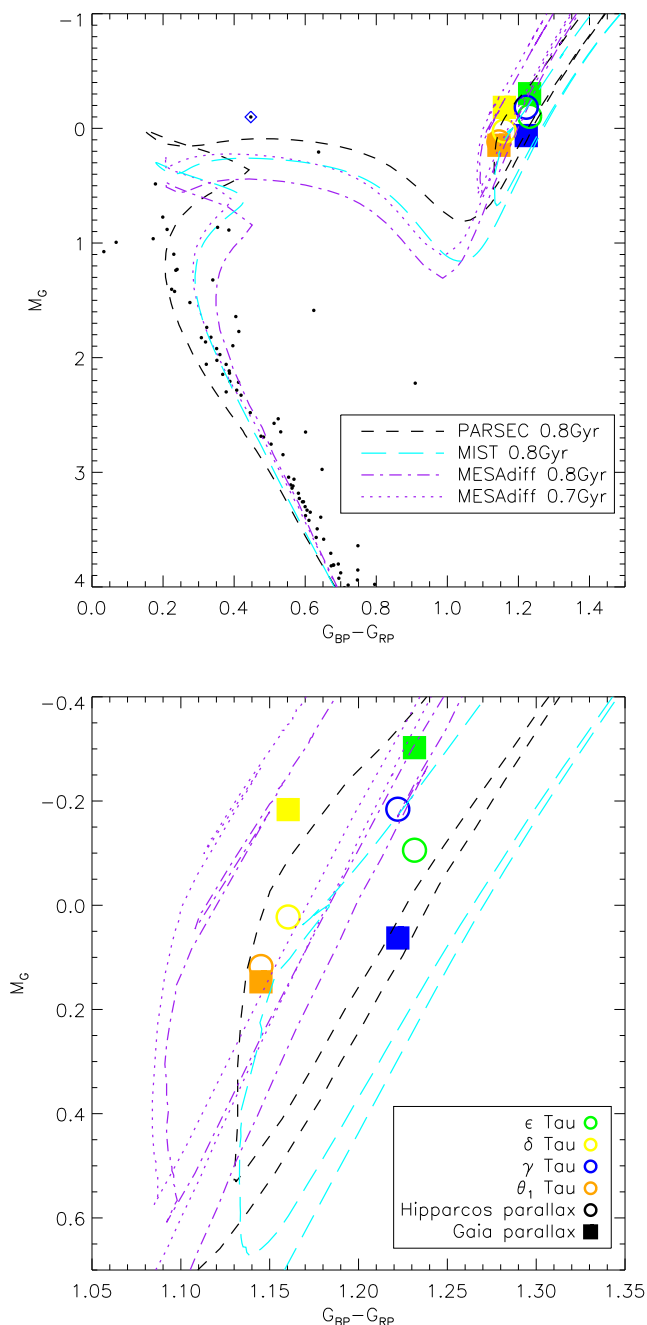 −1
0
1
2
3
4
M_G
PARSEC 0.8Gyr
MIST 0.8Gyr
MESAdiff 0.8Gyr
MESAdiff 0.7Gyr
0.0 0.2 0.4 0.6 0.8 1.0 1.2 1.4
G_BP−G_RP
−0.4
−0.2
0.0
0.2
0.4
0.6
M_G
ε Tau
δ Tau
γ Tau
θ_1 Tau
Hipparcos parallax
Gaia parallax
1.05 1.10 1.15 1.20 1.25 1.30 1.35
G_BP−G_RP